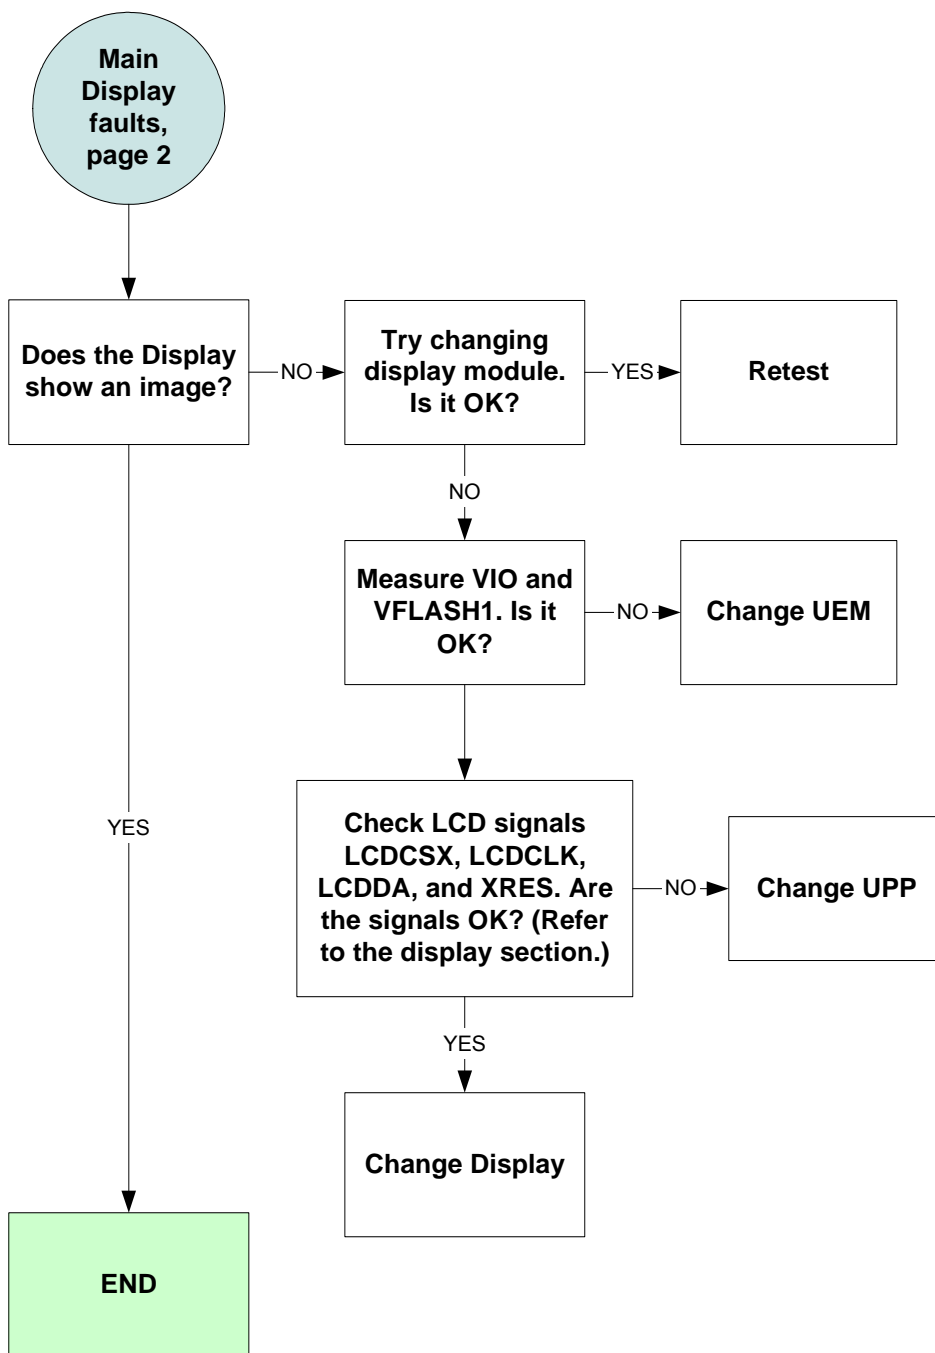 Main
Display
faults,
page 2
Does the Display
show an image?
NO
Try changing
display module.
Is it OK?
YES
Retest
NO
Measure VIO and
VFLASH1. Is it
OK?
NO
Change UEM
Check LCD signals
LCDCSX, LCDCLK,
LCDDA, and XRES. Are
the signals OK? (Refer
to the display section.)
NO
Change UPP
YES
YES
Change Display
END